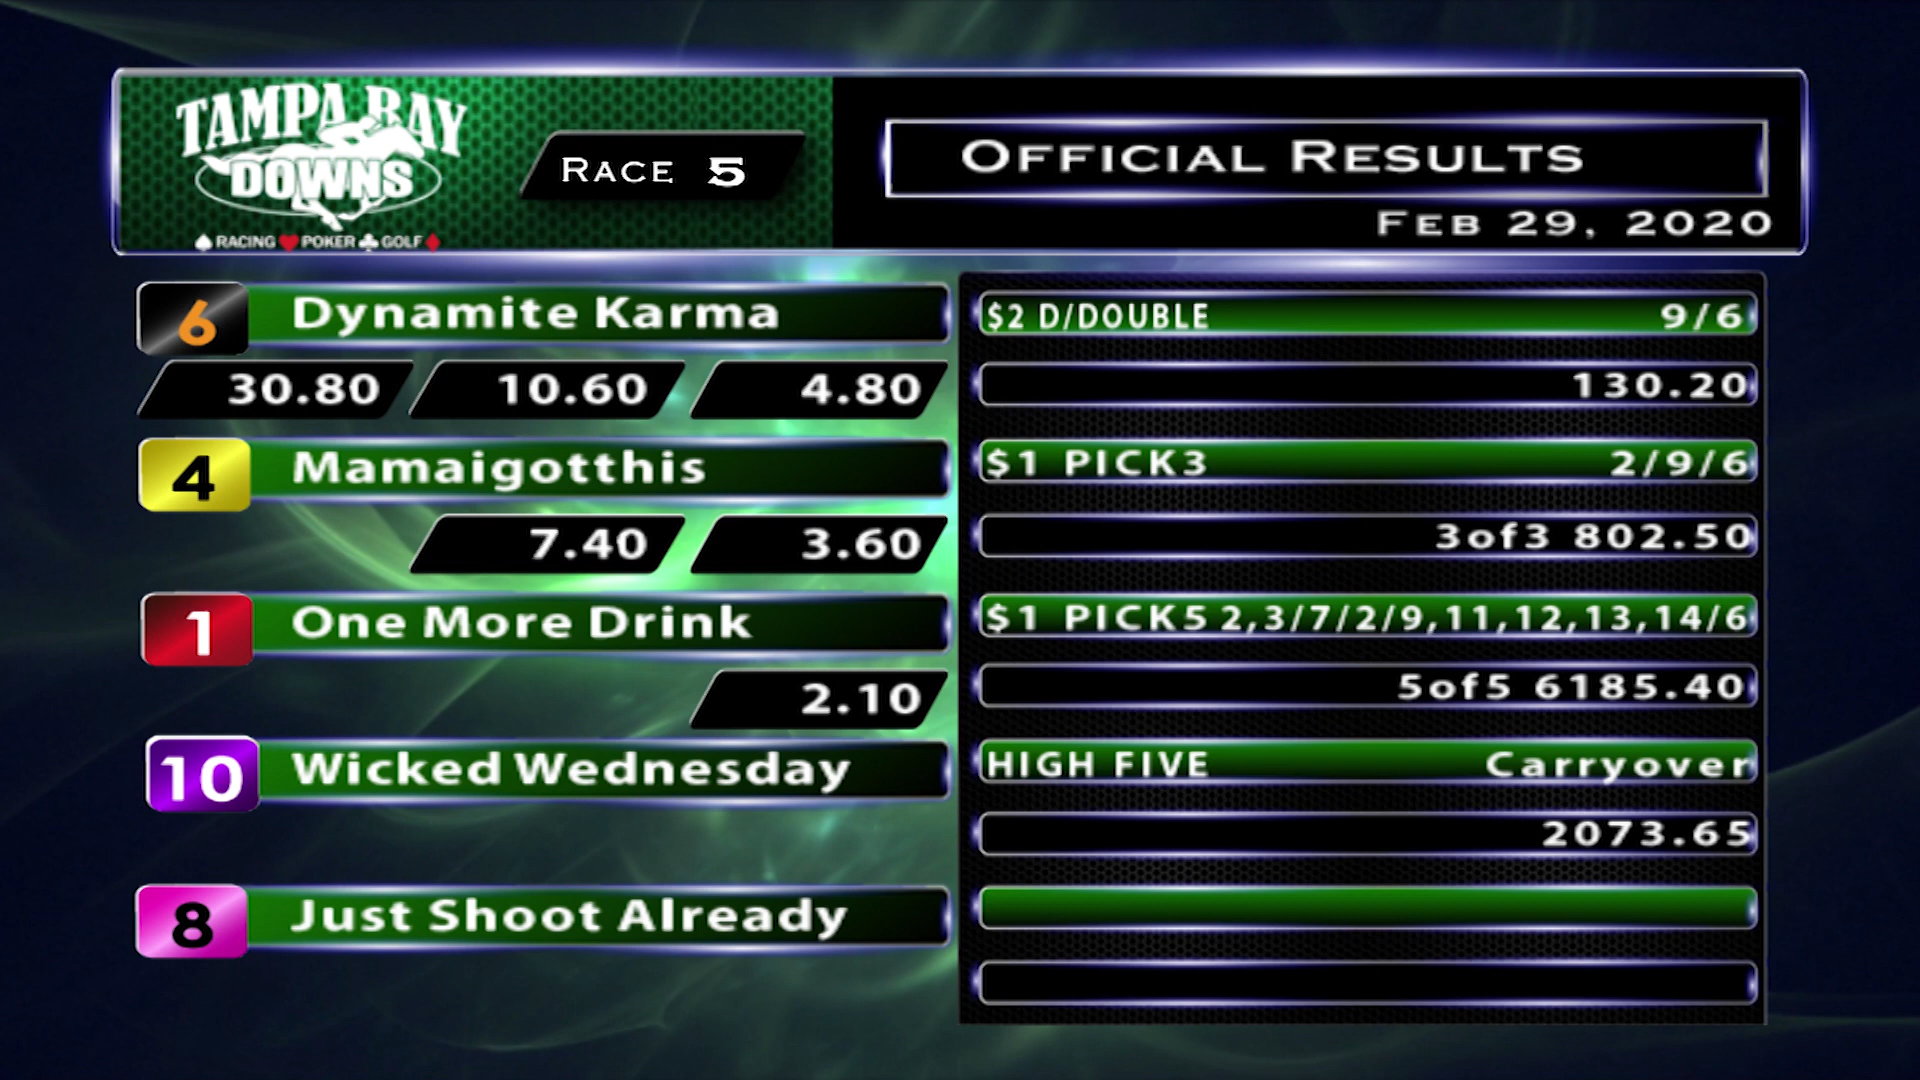 TAMPA BAY
DOWNS
RACING POKER GOLF
RACE 5
OFFICIAL RESULTS
FEB 29, 2020
6 Dynamite Karma
30.80 10.60 4.80
4 Mamaigotthis
7.40 3.60
1 One More Drink
2.10
10 Wicked Wednesday
8 Just Shoot Already
$2 D/DOUBLE 9/6
130.20
$1 PICK3 2/9/6
3of3 802.50
$1 PICK5 2,3/7/2/9,11,12,13,14/6
5of5 6185.40
HIGH FIVE Carryover
2073.65